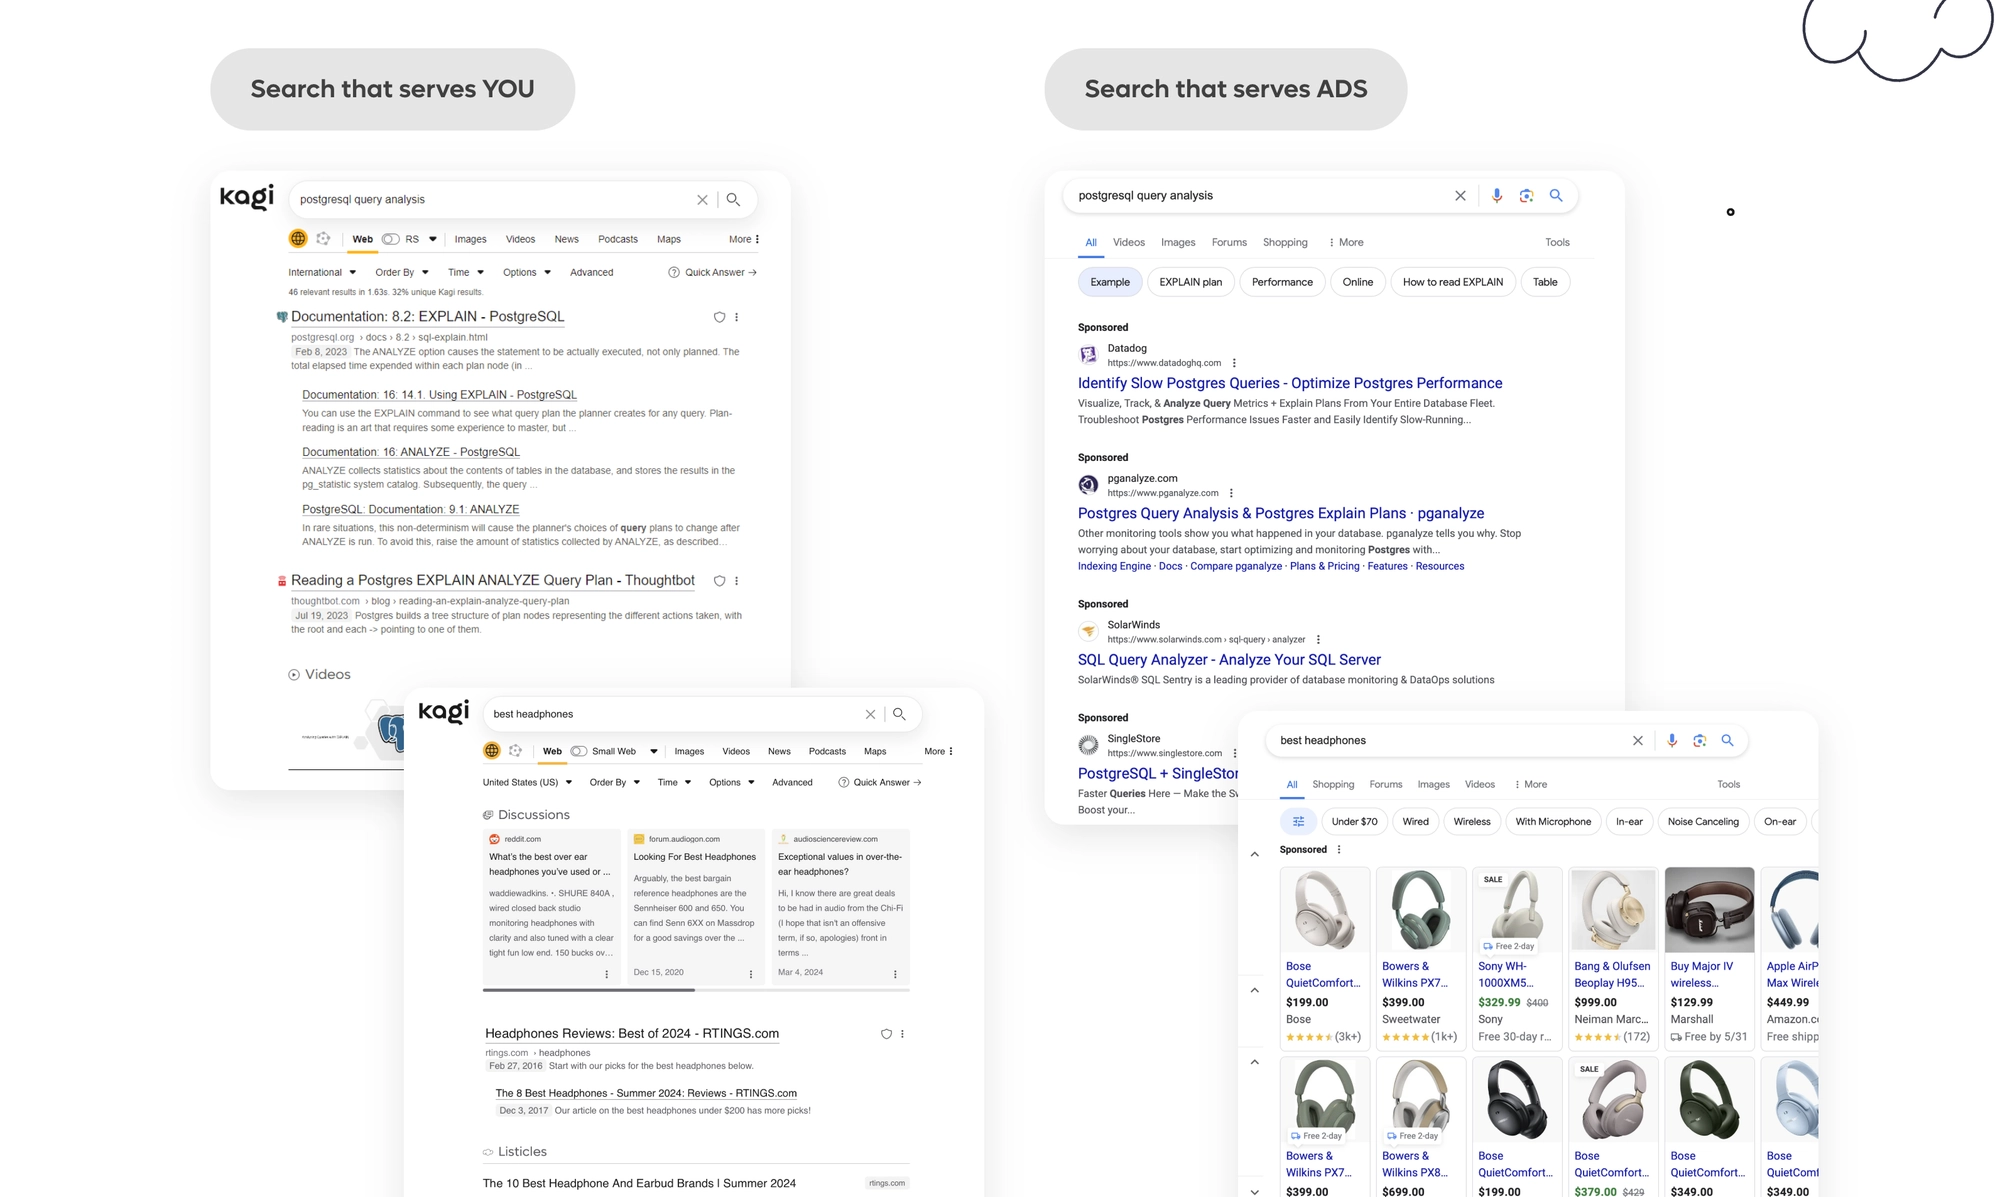 Search that serves YOU
kagi
postgresql query analysis
Web RS Images Videos News Podcasts Maps More
International Order By Time Options Advanced Quick Answer →
46 relevant results in 1.63s. 32% unique Kagi results.
Documentation: 8.2: EXPLAIN - PostgreSQL
postgresql.org › docs › 8.2 › sql-explain.html
Feb 8, 2023 The ANALYZE option causes the statement to be actually executed, not only planned. The
total elapsed time expended within each plan node (in ...
Documentation: 16: 14.1. Using EXPLAIN - PostgreSQL
You can use the EXPLAIN command to see what query plan the planner creates for any query. Plan-
reading is an art that requires some experience to master, but ...
Documentation: 16: ANALYZE - PostgreSQL
ANALYZE collects statistics about the contents of tables in the database, and stores the results in the
pg_statistic system catalog. Subsequently, the query ...
PostgreSQL: Documentation: 9.1: ANALYZE
In rare situations, this non-determinism will cause the planner's choices of query plans to change after
ANALYZE is run. To avoid this, raise the amount of statistics collected by ANALYZE, as described...
Reading a Postgres EXPLAIN ANALYZE Query Plan - Thoughtbot
thoughtbot.com › blog › reading-an-explain-analyze-query-plan
Jul 19, 2023 Postgres builds a tree structure of plan nodes representing the different actions taken, with
the root and each -> pointing to one of them.
Videos
kagi
best headphones
Web Small Web Images Videos News Podcasts Maps More
United States (US) Order By Time Options Advanced Quick Answer →
Discussions
reddit.com
What's the best over ear
headphones you've used or ...
waddiewadkins. •. SHURE 840A ,
wired closed back studio
monitoring headphones with
clarity and also tuned with a clear
tight fun low end. 150 bucks ov...
forum.audiogon.com
Looking For Best Headphones
Arguably, the best bargain
reference headphones are the
Sennheiser 600 and 650. You
can find Senn 6XX on Massdrop
for a good savings over the ...
Dec 15, 2020
audiosciencereview.com
Exceptional values in over-the-
ear headphones?
Hi, I know there are great deals
to be had in audio from the Chi-Fi
(I hope that isn't an offensive
term, if so, apologies) front in
terms ...
Mar 4, 2024
Headphones Reviews: Best of 2024 - RTINGS.com
rtings.com › headphones
Feb 27, 2016 Start with our picks for the best headphones below.
The 8 Best Headphones - Summer 2024: Reviews - RTINGS.com
Dec 3, 2017 Our article on the best headphones under $200 has more picks!
Listicles
The 10 Best Headphone And Earbud Brands | Summer 2024 rtings.com
Search that serves ADS
postgresql query analysis
All Videos Images Forums Shopping More Tools
Example EXPLAIN plan Performance Online How to read EXPLAIN Table
Sponsored
Datadog
https://www.datadoghq.com
Identify Slow Postgres Queries - Optimize Postgres Performance
Visualize, Track, & Analyze Query Metrics + Explain Plans From Your Entire Database Fleet.
Troubleshoot Postgres Performance Issues Faster and Easily Identify Slow-Running...
Sponsored
pganalyze.com
https://www.pganalyze.com
Postgres Query Analysis & Postgres Explain Plans · pganalyze
Other monitoring tools show you what happened in your database. pganalyze tells you why. Stop
worrying about your database, start optimizing and monitoring Postgres with...
Indexing Engine · Docs · Compare pganalyze · Plans & Pricing · Features · Resources
Sponsored
SolarWinds
https://www.solarwinds.com › sql-query › analyzer
SQL Query Analyzer - Analyze Your SQL Server
SolarWinds® SQL Sentry is a leading provider of database monitoring & DataOps solutions
Sponsored
SingleStore
https://www.singlestore.com
PostgreSQL + SingleStor
Faster Queries Here — Make the Sw
Boost your...
best headphones
All Shopping Forums Images Videos More Tools
Under $70 Wired Wireless With Microphone In-ear Noise Canceling On-ear
Sponsored
SALE
Free 2-day
Bose
QuietComfort...
$199.00
Bose
(3k+)
Bowers &
Wilkins PX7...
$399.00
Sweetwater
(1k+)
Sony WH-
1000XM5...
$329.99 $400
Sony
Free 30-day r...
Bang & Olufsen
Beoplay H95...
$999.00
Neiman Marc...
(172)
Buy Major IV
wireless...
$129.99
Marshall
Free by 5/31
Apple AirP
Max Wirele
$449.99
Amazon.co
Free shipp
SALE
Free 2-day
Free 2-day
Bowers &
Wilkins PX7...
$399.00
Bowers &
Wilkins PX8...
$699.00
Bose
QuietComfort...
$199.00
Bose
QuietComfort...
$379.00 $429
Bose
QuietComfort...
$349.00
Bose
QuietComf
$349.00